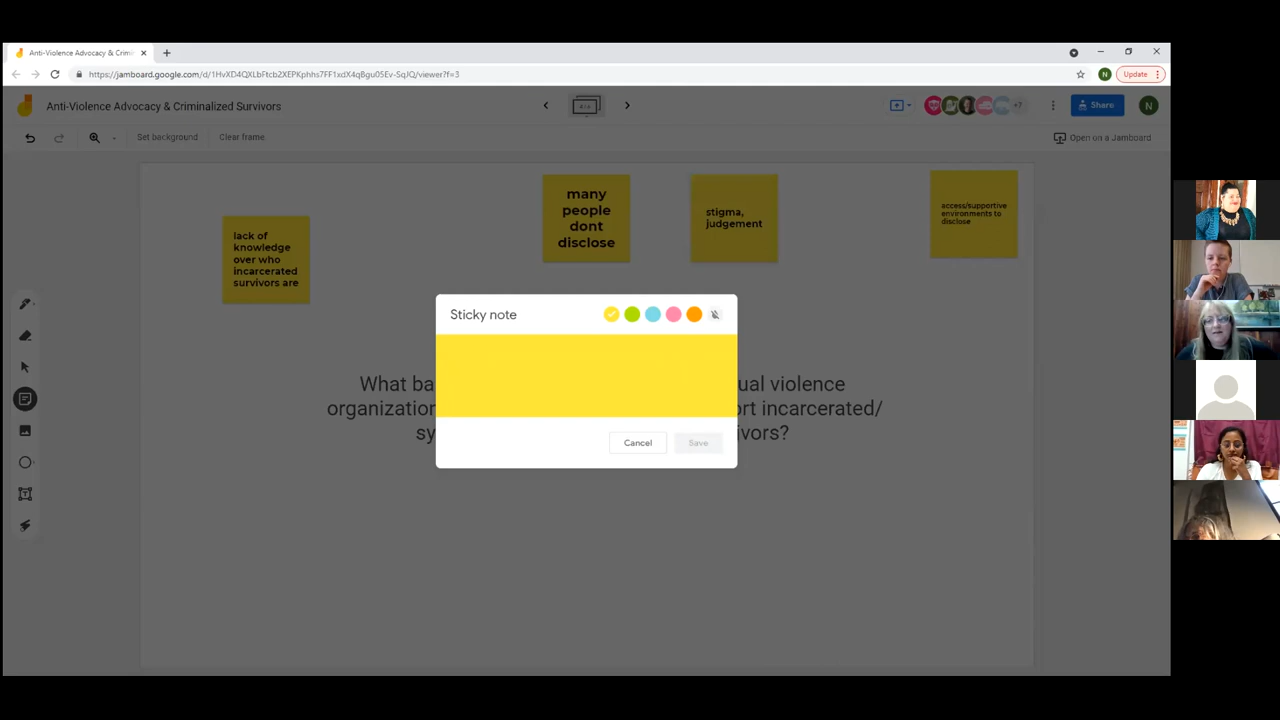 Anti-Violence Advocacy & Crimi
https://jamboard.google.com/d/1HvXD4QXLbFtcb2XEPKphhs7FF1xdX4qBgu05Ev-SqJQ/viewer?f=3
N
Update
Anti-Violence Advocacy & Criminalized Survivors
+7
Share
N
Set background
Clear frame
Open on a Jamboard
many
people
dont
disclose
stigma,
judgement
access/supportive
environments to
disclose
lack of
knowledge
over who
incarcerated
survivors are
Sticky note
What ba
ual violence
organization
rt incarcerated/
sy
ivors?
Cancel
Save